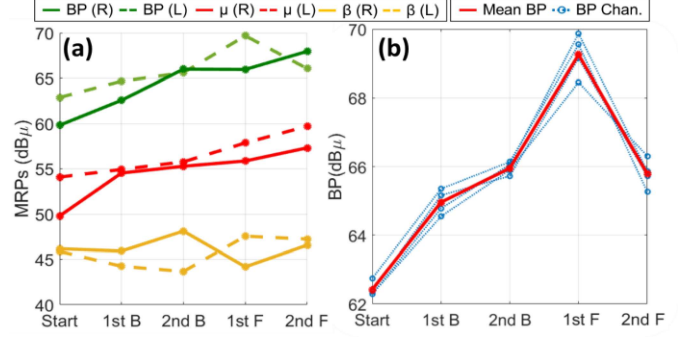 BP (R) BP (L) μ (R) μ (L) β (R) β (L)
Mean BP BP Chan.
(a)
MRPs (dBμ)
70
65
60
55
50
45
40
Start 1st B 2nd B 1st F 2nd F
(b)
BP(dBμ)
70
68
66
64
62
Start 1st B 2nd B 1st F 2nd F